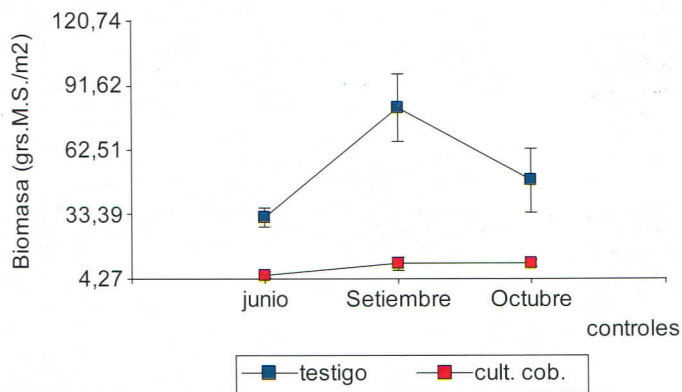 120,74
91,62
62,51
33,39
4,27
Biomasa (grs.M.S./m2)
junio Setiembre Octubre
controles
testigo cult. cob.